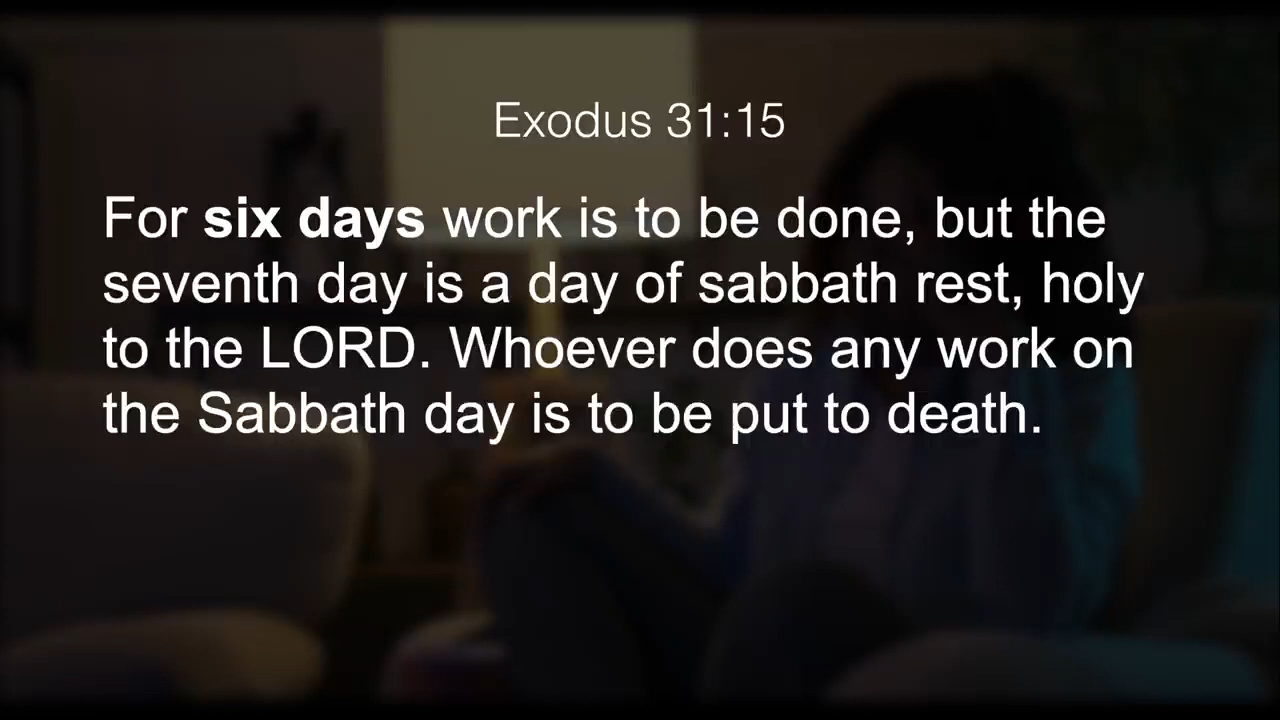 Exodus 31:15
For six days work is to be done, but the
seventh day is a day of sabbath rest, holy
to the LORD. Whoever does any work on
the Sabbath day is to be put to death.